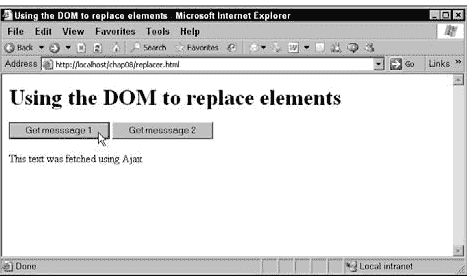 Using the DOM to replace elements - Microsoft Internet Explorer
File Edit View Favorites Tools Help
Back Search Favorites
Address http://localhost/chap08/replacer.html Go Links »
Using the DOM to replace elements
Get messsage 1 Get messsage 2
This text was fetched using Ajax
Done Local intranet